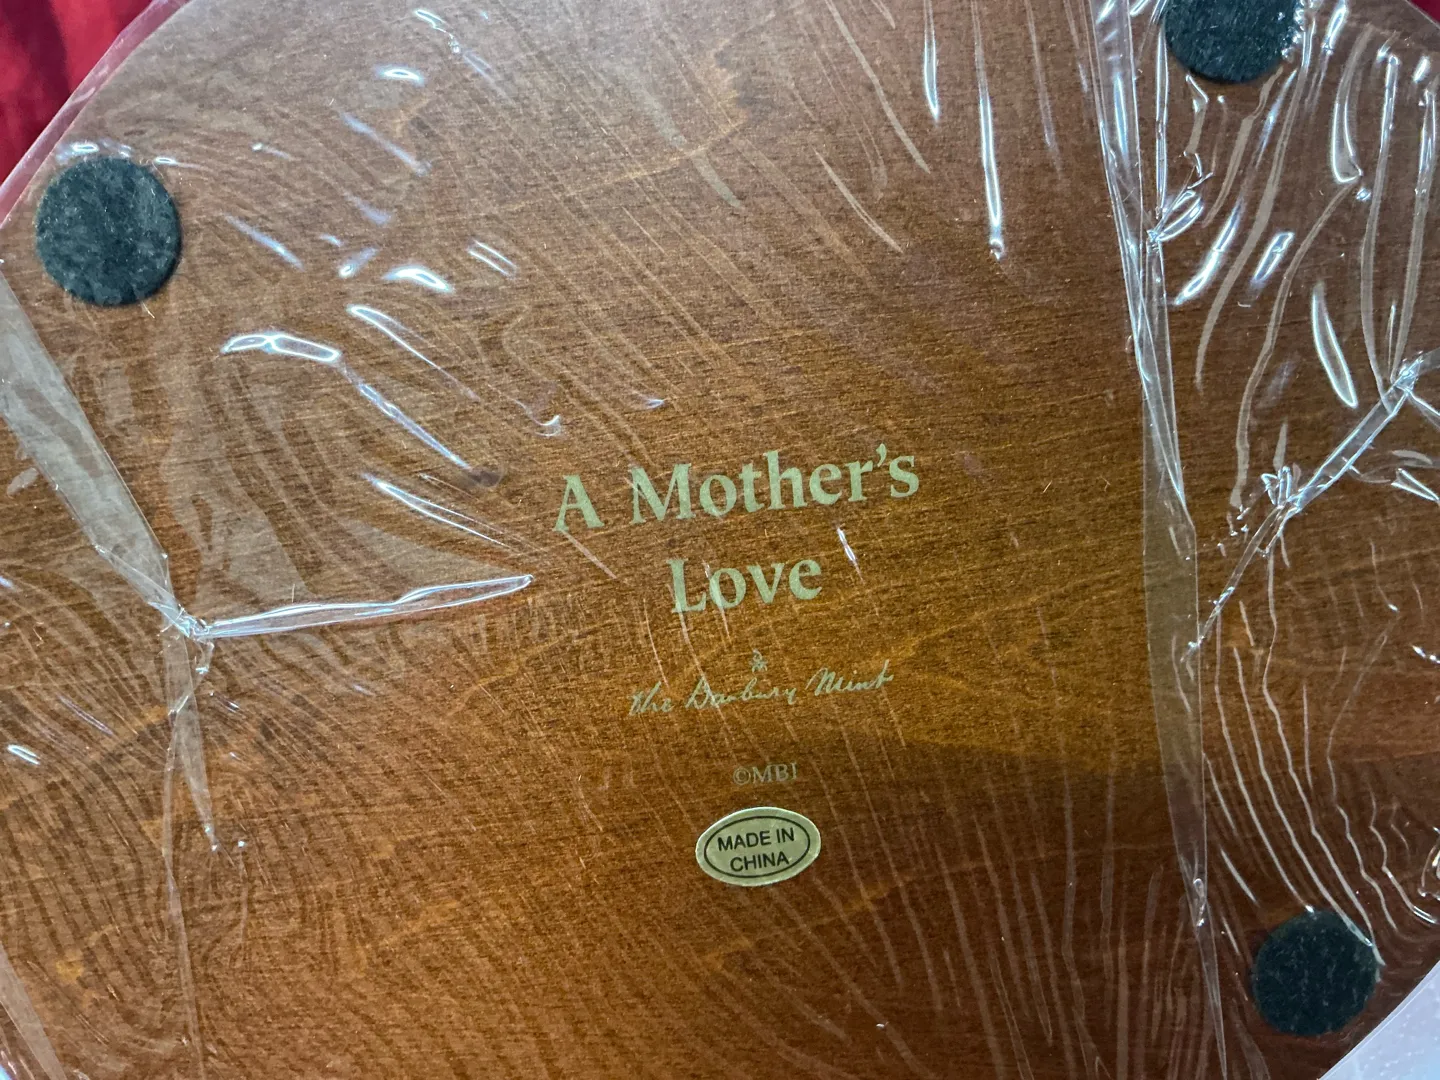 A Mother's
Love
The Danbury Mint
©MBI
MADE IN
CHINA